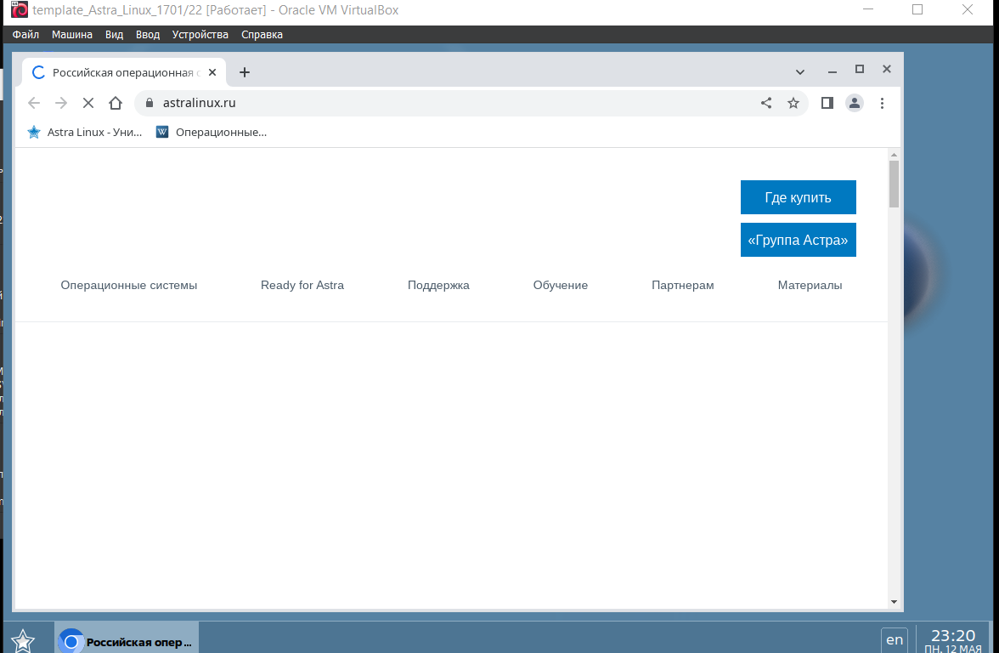 template_Astra_Linux_1701/22 [Работает] - Oracle VM VirtualBox
Файл Машина Вид Ввод Устройства Справка
Российская операционная
astralinux.ru
Astra Linux - Уни... Операционные...
Где купить
«Группа Астра»
Операционные системы Ready for Astra Поддержка Обучение Партнерам Материалы
Российская опер...
en 23:20
ПН, 12 МАЯ